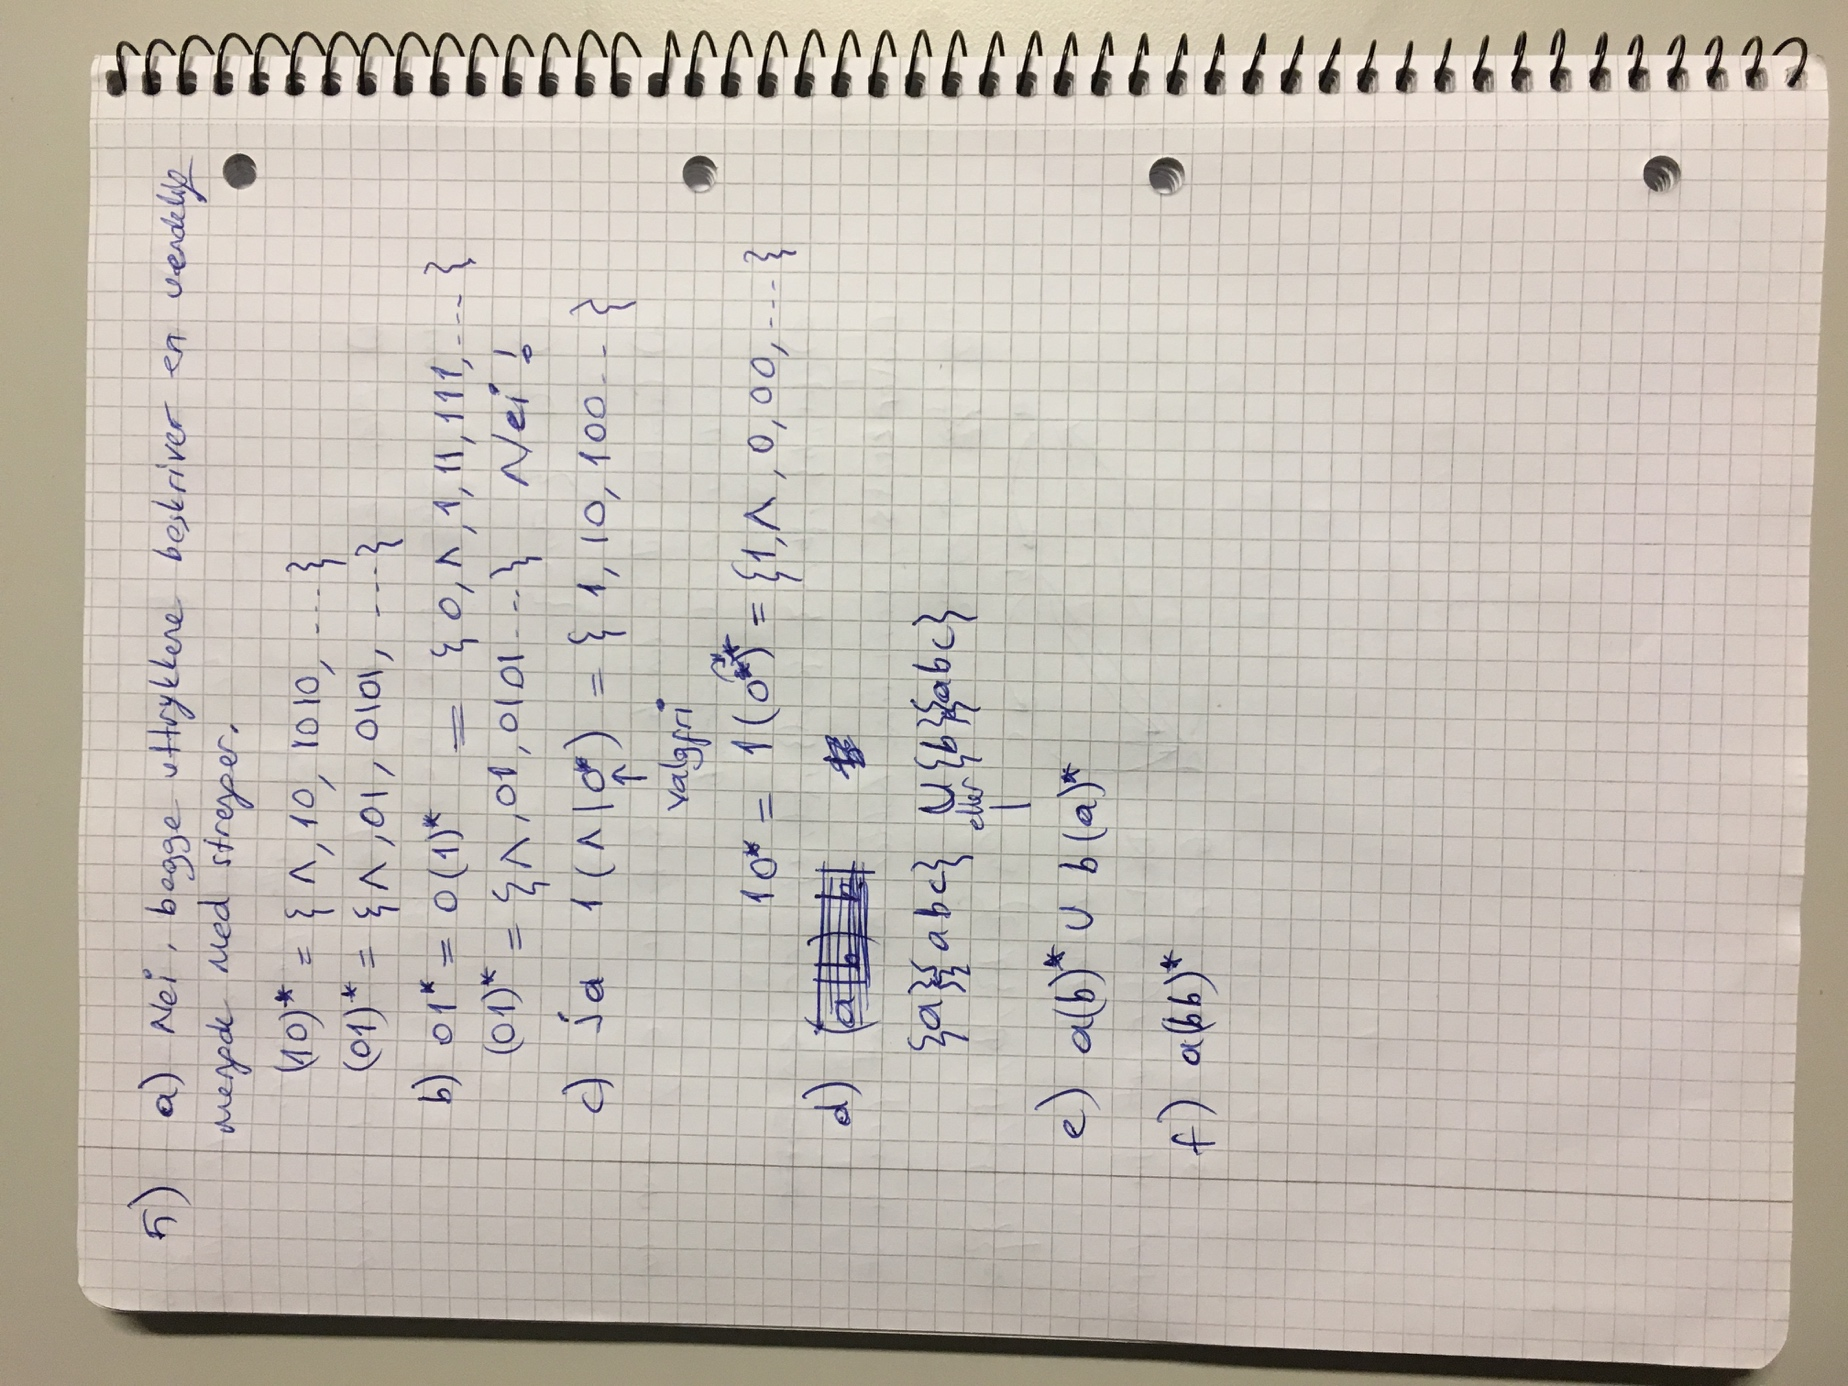 5) a) Nei, begge uttrykkene beskriver en uendelig
mengde med strenger.
(10)* = {Λ, 10, 1010, ...}
(01)* = {Λ, 01, 0101, ...}
b) 01* = 0(1)* = {0, Λ, 1, 11, 111, ...}
(01)* = {Λ, 01, 0101 ...} Nei!
c) ja 1(Λ|0*) = {1, 10, 100...}
↑
valgfri
10* = 1(0*)* = {1, Λ, 0, 00, ...}
d)
{a}{abc} ∪ {b}{abc}
eller
|
e) a(b)* ∪ b(a)*
f) a(bb)*